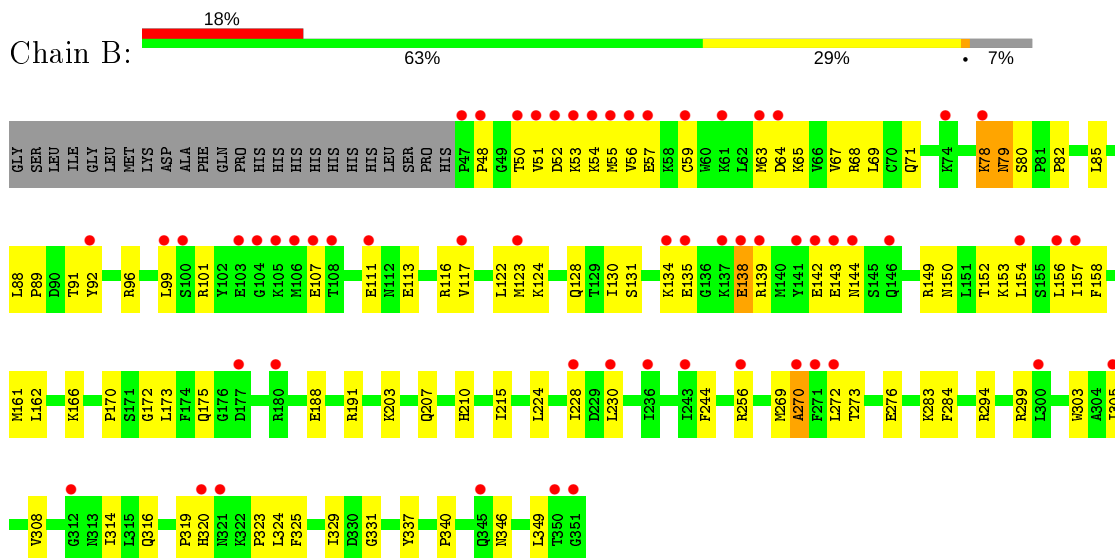 18%
Chain B:
63% 29% • 7%
GLY SER LEU ILE GLY LEU MET LYS ASP ALA PHE GLN PRO HIS HIS HIS HIS HIS HIS LEU SER PRO HIS P47 P48 G49 T50 V51 D52 K53 K54 M55 V56 E57 K58 C59 W60 K61 L62 M63 D64 K65 V66 V67 R68 L69 C70 Q71 K74 K78 N79 S80 P81 P82 L85
L88 P89 D90 T91 Y92 R96 L99 S100 R101 Y102 E103 G104 K105 M106 E107 T108 E111 N112 E113 R116 V117 L122 M123 K124 Q128 T129 I130 S131 K134 E135 G136 K137 E138 R139 M140 Y141 E142 E143 N144 S145 Q146 R149 N150 L151 T152 K153 L154 S155 L156 I157 F158
M161 L162 K166 P170 S171 G172 L173 F174 Q175 G176 D177 R180 E188 R191 K203 Q207 H210 I215 L224 I228 D229 L230 I236 I243 F244 R256 M269 A270 F271 L272 T273 E276 K283 F284 R294 R299 L300 W303 A304
V308 G312 N313 I314 L315 Q316 P319 H320 N321 K322 P323 L324 F325 I329 D330 G331 Y337 P340 Q345 N346 L349 T350 G351